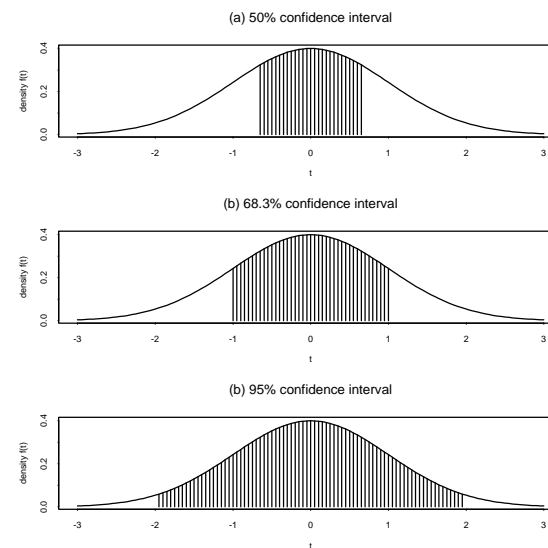 (a) 50% confidence interval
density f(t)
0.4
0.2
0.0
-3 -2 -1 0 1 2 3
t
(b) 68.3% confidence interval
density f(t)
0.4
0.2
0.0
-3 -2 -1 0 1 2 3
t
(b) 95% confidence interval
density f(t)
0.4
0.2
0.0
-3 -2 -1 0 1 2 3
t